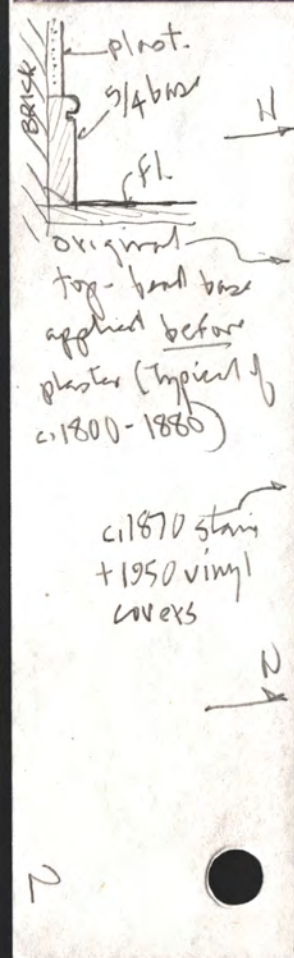 plast.
BRICK
5/4 base
fl.
N
original
top-bead base
applied before
plaster (typical of
c.1800-1880)
c.1870 stairs
+ 1950 vinyl
covers
N
2